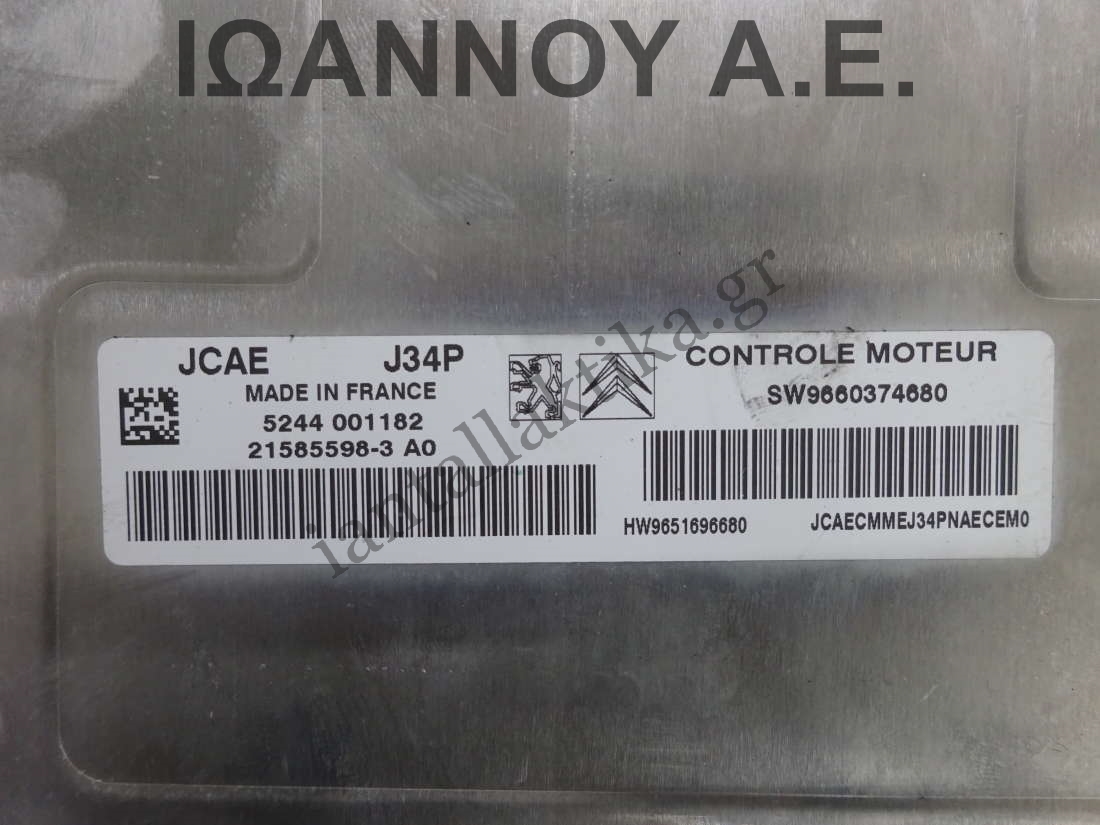 ΙΩΑΝΝΟΥ Α.Ε.
JCAE J34P
MADE IN FRANCE
5244 001182
21585598-3 A0
CONTROLE MOTEUR
SW9660374680
HW9651696680 JCAECMMEJ34PNAECEM0
iantallaktika.gr